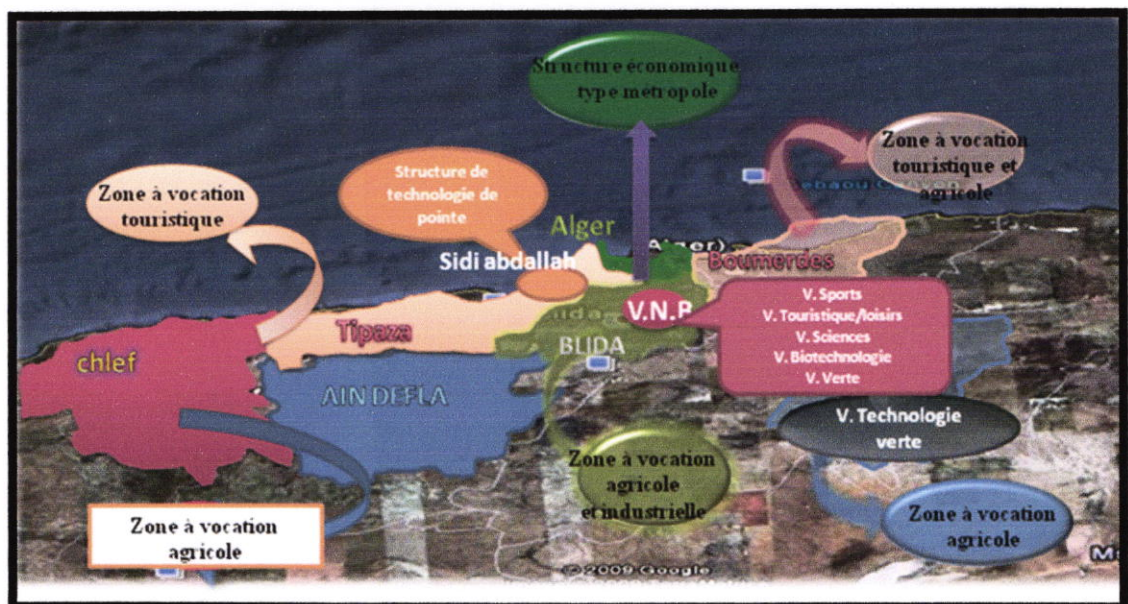 Structure économique
type métropole
Zone à vocation
touristique et
agricole
Zone à vocation
touristique
Structure de
technologie de
pointe
Alger
(Alger)
Sidi abdallah
Boumerdes
V.N.B
V. Sports
V. Touristique/loisirs
V. Sciences
V. Biotechnologie
V. Verte
Tipaza
chlef
BLIDA
AIN DEFLA
V. Technologie
verte
Zone à vocation
agricole
et industrielle
Zone à vocation
agricole
Zone à vocation
agricole
© 2009 Google